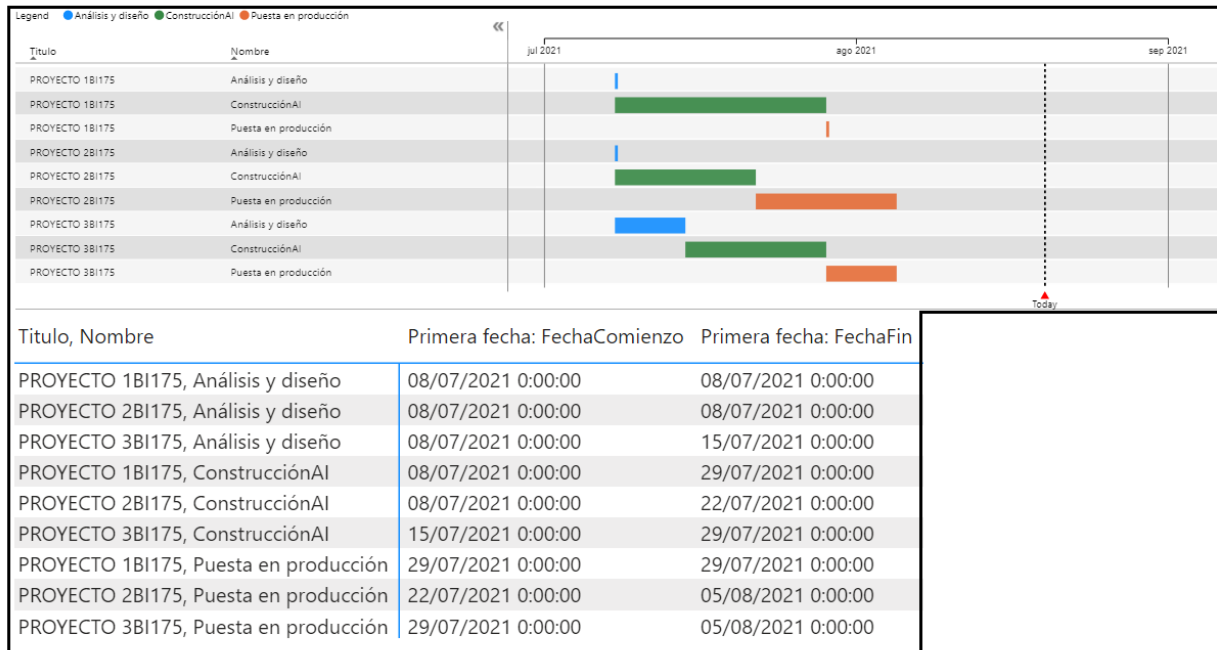 Legend Análisis y diseño ConstrucciónAI Puesta en producción
«
Titulo Nombre jul 2021 ago 2021 sep 2021
PROYECTO 1BI175 Análisis y diseño
PROYECTO 1BI175 ConstrucciónAI
PROYECTO 1BI175 Puesta en producción
PROYECTO 2BI175 Análisis y diseño
PROYECTO 2BI175 ConstrucciónAI
PROYECTO 2BI175 Puesta en producción
PROYECTO 3BI175 Análisis y diseño
PROYECTO 3BI175 ConstrucciónAI
PROYECTO 3BI175 Puesta en producción
Today
Titulo, Nombre Primera fecha: FechaComienzo Primera fecha: FechaFin
PROYECTO 1BI175, Análisis y diseño 08/07/2021 0:00:00 08/07/2021 0:00:00
PROYECTO 2BI175, Análisis y diseño 08/07/2021 0:00:00 08/07/2021 0:00:00
PROYECTO 3BI175, Análisis y diseño 08/07/2021 0:00:00 15/07/2021 0:00:00
PROYECTO 1BI175, ConstrucciónAI 08/07/2021 0:00:00 29/07/2021 0:00:00
PROYECTO 2BI175, ConstrucciónAI 08/07/2021 0:00:00 22/07/2021 0:00:00
PROYECTO 3BI175, ConstrucciónAI 15/07/2021 0:00:00 29/07/2021 0:00:00
PROYECTO 1BI175, Puesta en producción 29/07/2021 0:00:00 29/07/2021 0:00:00
PROYECTO 2BI175, Puesta en producción 22/07/2021 0:00:00 05/08/2021 0:00:00
PROYECTO 3BI175, Puesta en producción 29/07/2021 0:00:00 05/08/2021 0:00:00